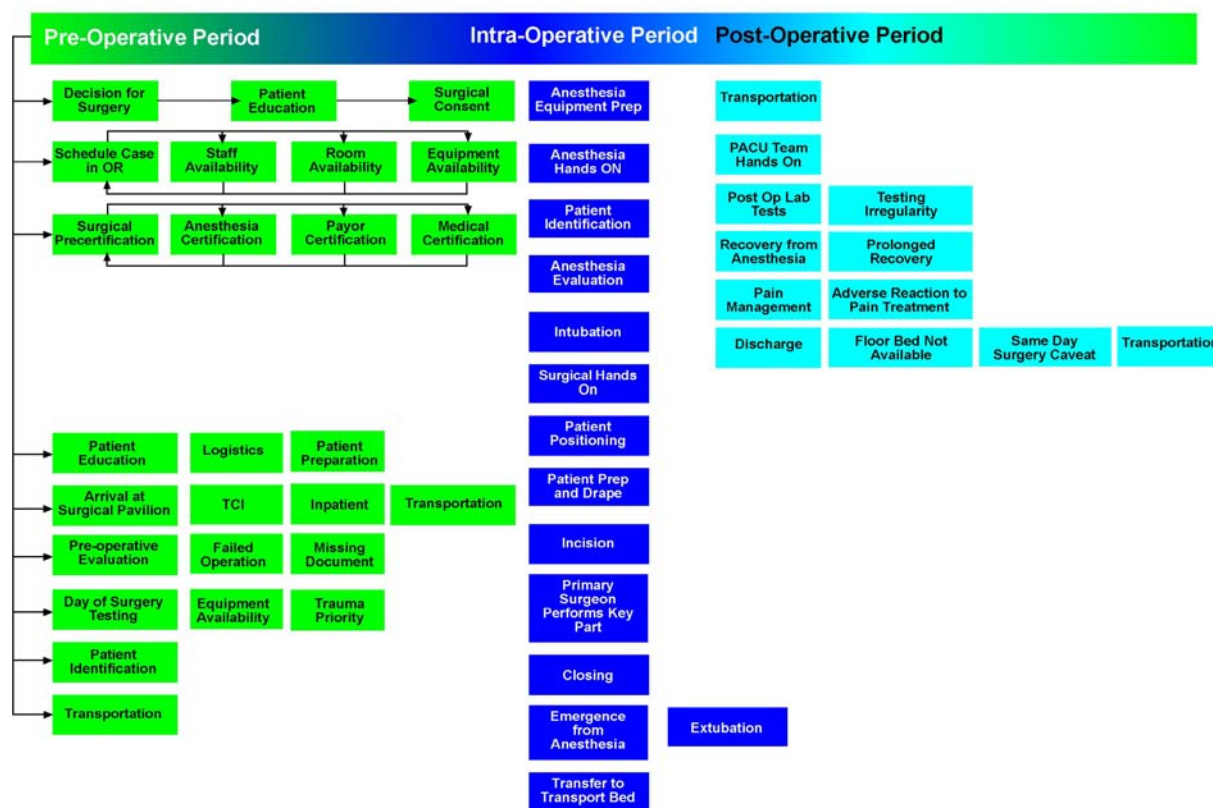 Pre-Operative Period
Intra-Operative Period
Post-Operative Period
Decision for
Surgery
Patient
Education
Surgical
Consent
Schedule Case
in OR
Staff
Availability
Room
Availability
Equipment
Availability
Surgical
Precertification
Anesthesia
Certification
Payor
Certification
Medical
Certification
Patient
Education
Logistics
Patient
Preparation
Arrival at
Surgical Pavilion
TCI
Inpatient
Transportation
Pre-operative
Evaluation
Failed
Operation
Missing
Document
Day of Surgery
Testing
Equipment
Availability
Trauma
Priority
Patient
Identification
Transportation
Anesthesia
Equipment Prep
Anesthesia
Hands ON
Patient
Identification
Anesthesia
Evaluation
Intubation
Surgical Hands
On
Patient
Positioning
Patient Prep
and Drape
Incision
Primary
Surgeon
Performs Key
Part
Closing
Emergence
from
Anesthesia
Extubation
Transfer to
Transport Bed
Transportation
PACU Team
Hands On
Post Op Lab
Tests
Testing
Irregularity
Recovery from
Anesthesia
Prolonged
Recovery
Pain
Management
Adverse Reaction to
Pain Treatment
Discharge
Floor Bed Not
Available
Same Day
Surgery Caveat
Transportation